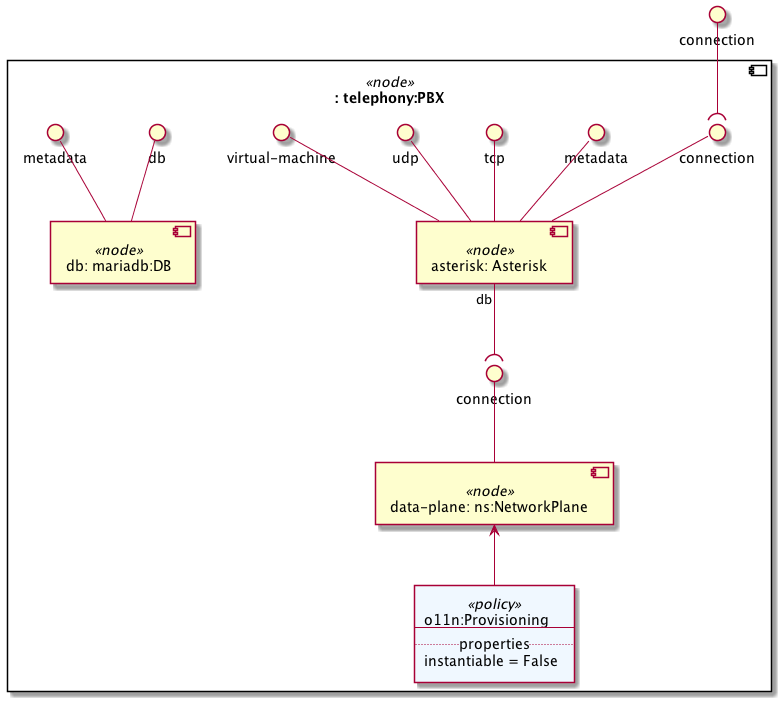 connection
«node»
: telephony:PBX
metadata
db
virtual-machine
udp
tcp
metadata
connection
«node»
db: mariadb:DB
«node»
asterisk: Asterisk
db
connection
«node»
data-plane: ns:NetworkPlane
«policy»
o11n:Provisioning
properties
instantiable = False